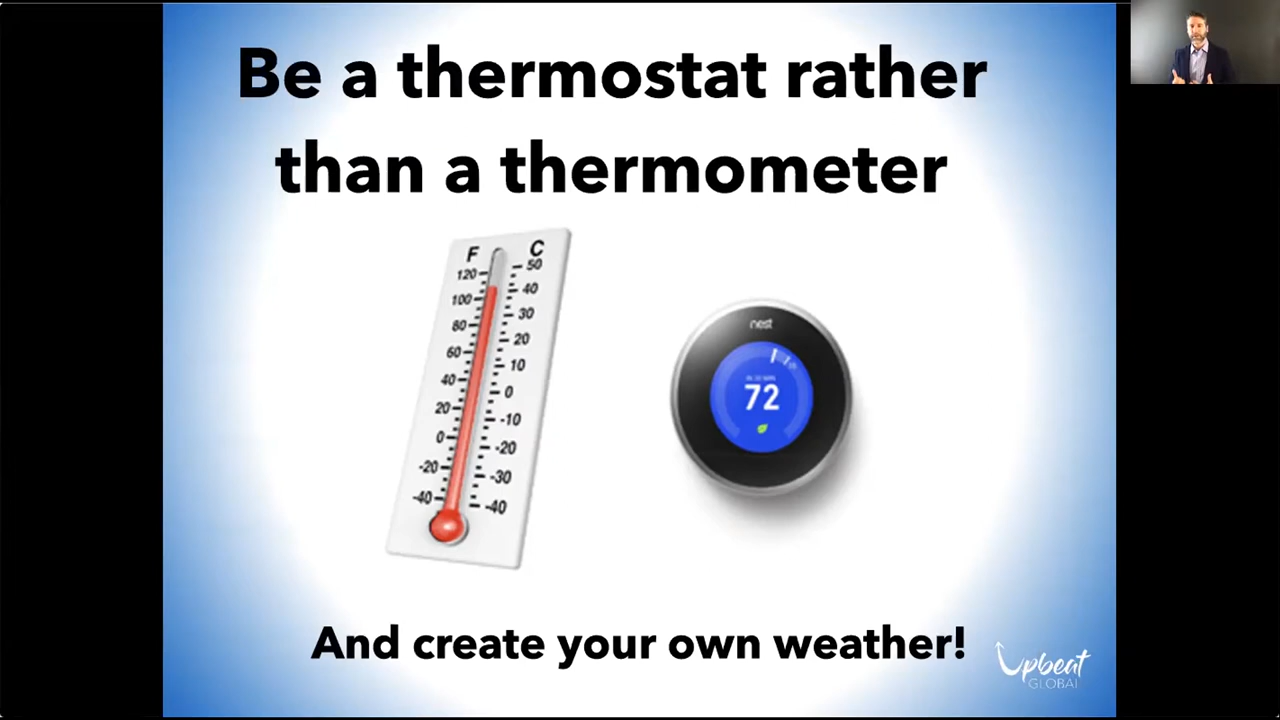 Be a thermostat rather
than a thermometer
F C
120 50
100 40
80 30
60 20
40 10
20 0
0 -10
-20 -20
-40 -30
-40
nest
72
And create your own weather!
upbeat
GLOBAL